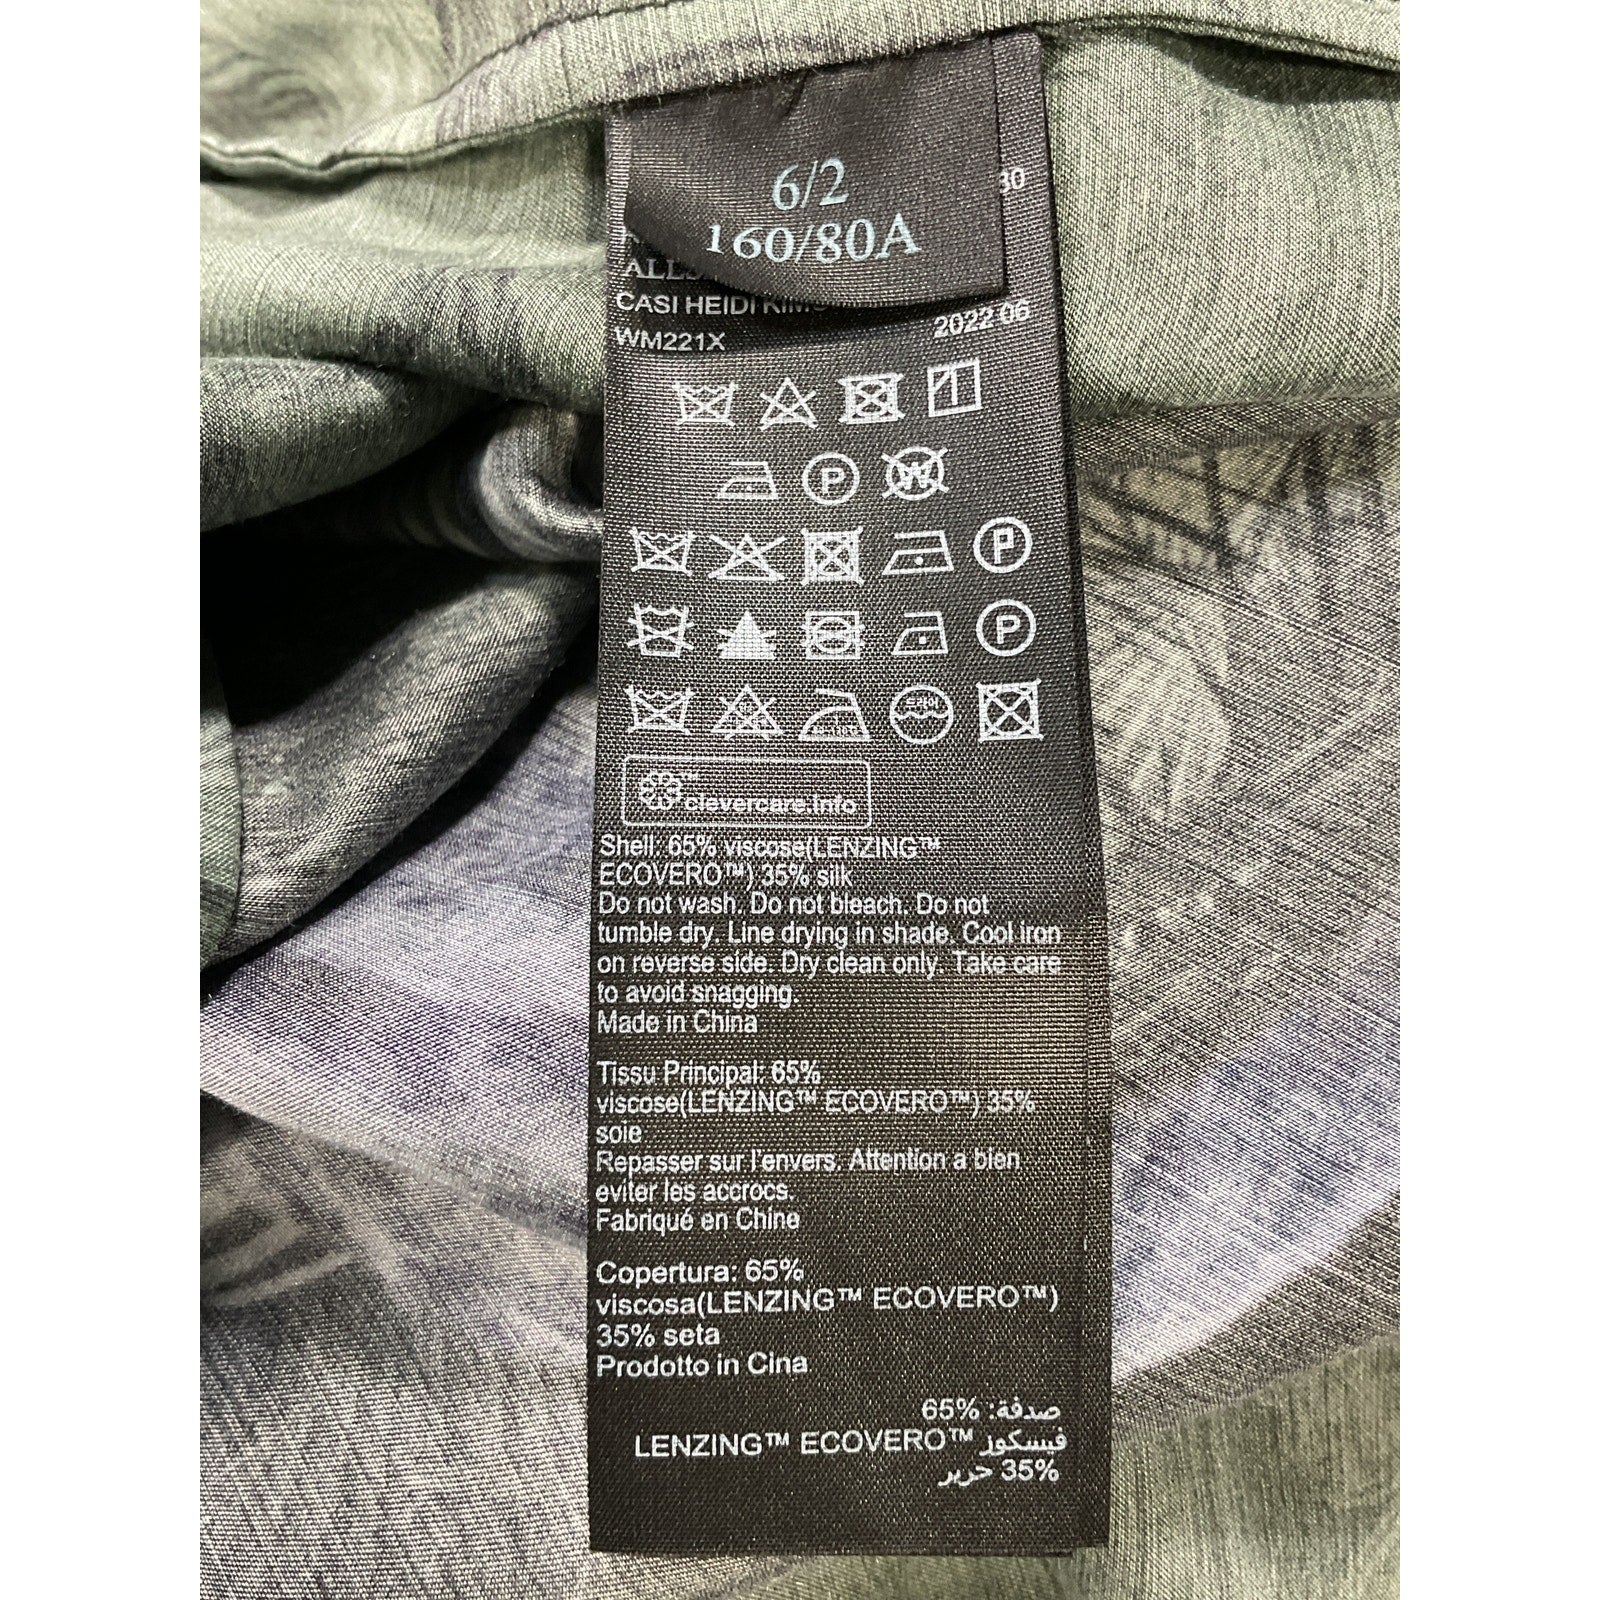 6/2
160/80A
30
CASI HEIDI
WM221X
2022 06
P
W
P
P
드라이
clevercare.info
Shell: 65% viscose(LENZING™
ECOVERO™) 35% silk
Do not wash. Do not bleach. Do not
tumble dry. Line drying in shade. Cool iron
on reverse side. Dry clean only. Take care
to avoid snagging.
Made in China
Tissu Principal: 65%
viscose(LENZING™ ECOVERO™) 35%
soie
Repasser sur l'envers. Attention a bien
eviter les accrocs.
Fabriqué en Chine
Copertura: 65%
viscosa(LENZING™ ECOVERO™)
35% seta
Prodotto in Cina
صدفة: 65%
فيسكوز LENZING™ ECOVERO™
35% حرير